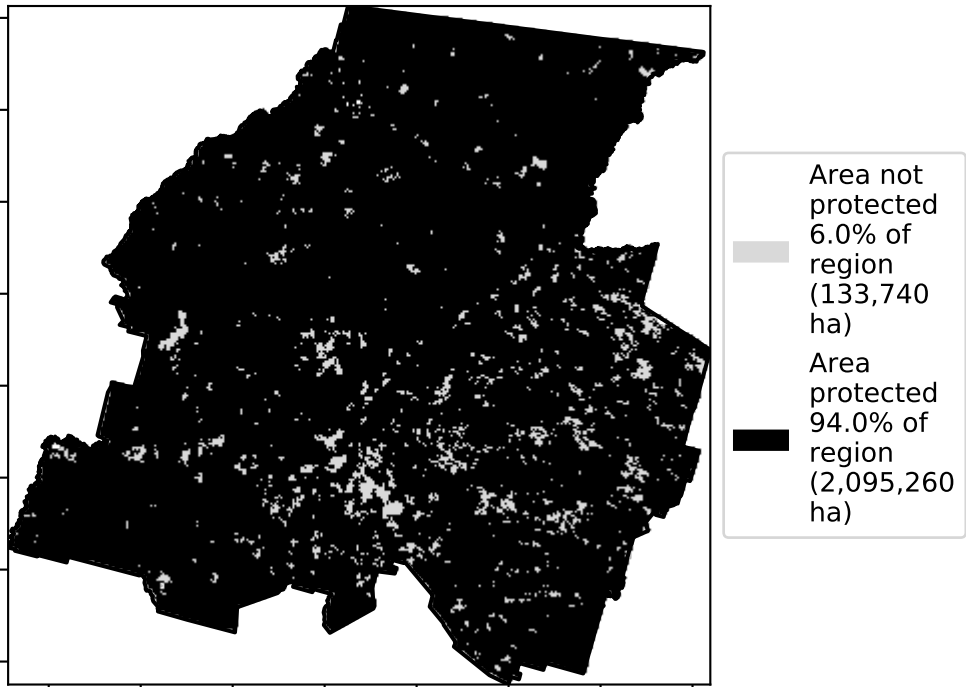 Area not
protected
6.0% of
region
(133,740
ha)
Area
protected
94.0% of
region
(2,095,260
ha)